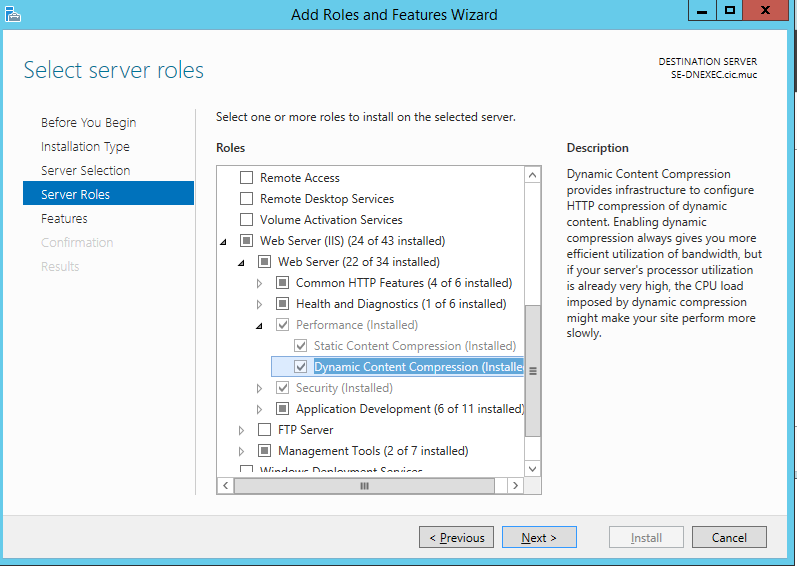 Add Roles and Features Wizard
Select server roles
DESTINATION SERVER
SE-DNEXEC.cic.muc
Before You Begin
Installation Type
Server Selection
Server Roles
Features
Confirmation
Results
Select one or more roles to install on the selected server.
Roles
Remote Access
Remote Desktop Services
Volume Activation Services
Web Server (IIS) (24 of 43 installed)
Web Server (22 of 34 installed)
Common HTTP Features (4 of 6 installed)
Health and Diagnostics (1 of 6 installed)
Performance (Installed)
Static Content Compression (Installed)
Dynamic Content Compression (Installe
Security (Installed)
Application Development (6 of 11 installed)
FTP Server
Management Tools (2 of 7 installed)
Windows Deployment Services
Description
Dynamic Content Compression
provides infrastructure to configure
HTTP compression of dynamic
content. Enabling dynamic
compression always gives you more
efficient utilization of bandwidth, but
if your server's processor utilization
is already very high, the CPU load
imposed by dynamic compression
might make your site perform more
slowly.
< Previous
Next >
Install
Cancel